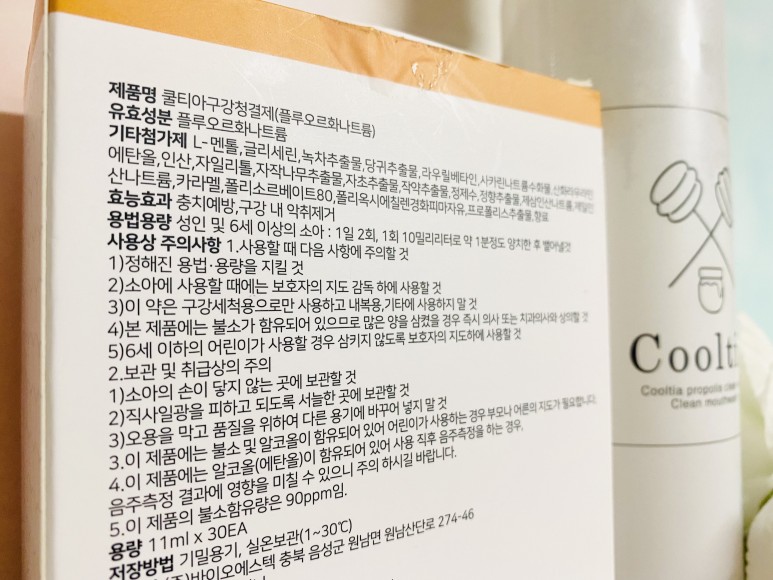 제품명 쿨티아구강청결제(플루오르화나트륨)
유효성분 플루오르화나트륨
기타첨가제 L-멘톨,글리세린,녹차추출물,당귀추출물,라우릴베타인,사카린나트륨수화물,산화라우라민
에탄올,인산,자일리톨,자작나무추출물,자초추출물,작약추출물,정제수,정향추출물,제삼인산나트륨,제일인
산나트륨,카라멜,폴리소르베이트80,폴리옥시에칠렌경화피마자유,프로폴리스추출물,향료
효능효과 충치예방,구강 내 악취제거
용법용량 성인 및 6세 이상의 소아 : 1일 2회, 1회 10밀리리터로 약 1분정도 양치한 후 뱉어낼것
사용상 주의사항 1.사용할 때 다음 사항에 주의할 것
1)정해진 용법·용량을 지킬 것
2)소아에 사용할 때에는 보호자의 지도 감독 하에 사용할 것
3)이 약은 구강세척용으로만 사용하고 내복용,기타에 사용하지 말 것
4)본 제품에는 불소가 함유되어 있으므로 많은 양을 삼켰을 경우 즉시 의사 또는 치과의사와 상의할 것
5)6세 이하의 어린이가 사용할 경우 삼키지 않도록 보호자의 지도하에 사용할 것
2.보관 및 취급상의 주의
1)소아의 손이 닿지 않는 곳에 보관할 것
2)직사일광을 피하고 되도록 서늘한 곳에 보관할 것
3)오용을 막고 품질을 위하여 다른 용기에 바꾸어 넣지 말 것
3.이 제품에는 불소 및 알코올이 함유되어 있어 어린이가 사용하는 경우 부모나 어른의 지도가 필요합니다.
4.이 제품에는 알코올(에탄올)이 함유되어 있어 사용 직후 음주측정을 하는 경우,
음주측정 결과에 영향을 미칠 수 있으니 주의 하시길 바랍니다.
5.이 제품의 불소함유량은 90ppm임.
용량 11ml x 30EA
저장방법 기밀용기, 실온보관(1~30℃)
(주)바이오에스텍 충북 음성군 원남면 원남산단로 274-46
Coolti
Cooltia propolis clea
Clean mouthwa